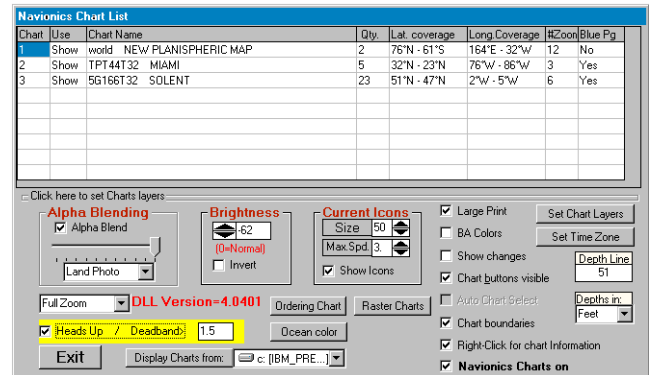 Navionics Chart List
Chart Use Chart Name Qty. Lat. coverage Long.Coverage #Zoon Blue Pg
1 Show world NEW PLANISPHERIC MAP 2 76°N - 61°S 164°E - 32°W 12 No
2 Show TPT44T32 MIAMI 5 32°N - 23°N 76°W - 86°W 3 Yes
3 Show 5G166T32 SOLENT 23 51°N - 47°N 2°W - 5°W 6 Yes
Click here to set Charts layers
Alpha Blending
Alpha Blend
Land Photo
Brightness
-62
(0=Normal)
Invert
Current Icons
Size 50
Max.Spd. 3.
Show Icons
Large Print
BA Colors
Show changes
Chart buttons visible
Auto Chart Select
Chart boundaries
Right-Click for chart Information
Navionics Charts on
Set Chart Layers
Set Time Zone
Depth Line
51
Depths in:
Feet
Full Zoom DLL Version=4.0401 Ordering Chart Raster Charts
Heads Up / Deadband> 1.5 Ocean color
Exit Display Charts from: c: [IBM_PRE...]